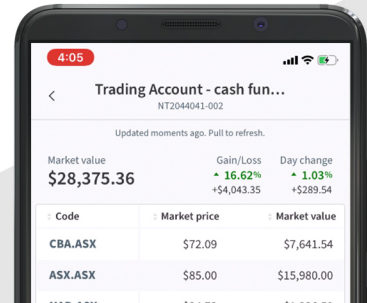 4:05
Trading Account - cash fun...
NT2044041-002
Updated moments ago. Pull to refresh.
Market value Gain/Loss Day change
$28,375.36 16.62% 1.03%
+$4,043.35 +$289.54
Code Market price Market value
CBA.ASX $72.09 $7,641.54
ASX.ASX $85.00 $15,980.00